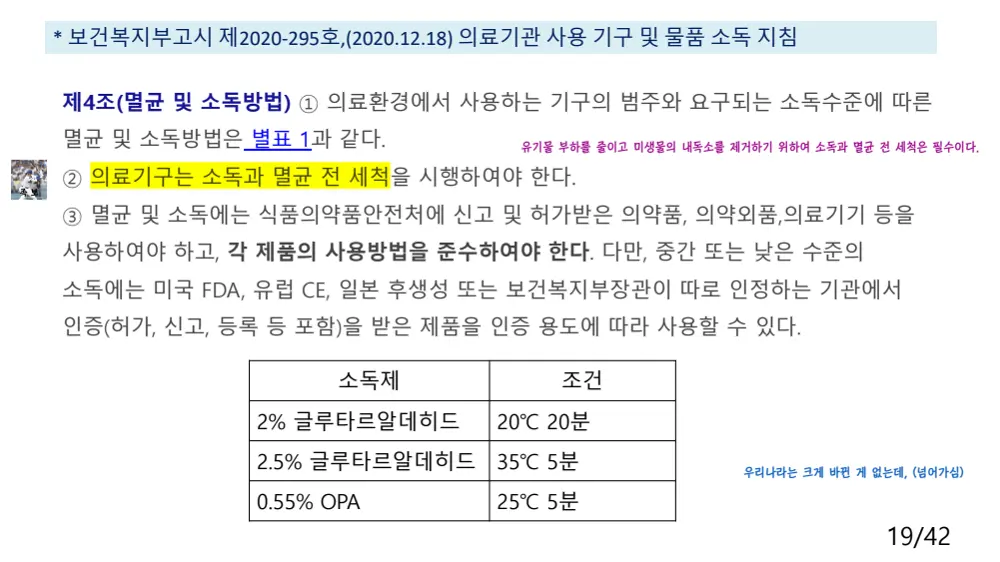 * 보건복지부고시 제2020-295호,(2020.12.18) 의료기관 사용 기구 및 물품 소독 지침
제4조(멸균 및 소독방법) ① 의료환경에서 사용하는 기구의 범주와 요구되는 소독수준에 따른
멸균 및 소독방법은 별표 1과 같다.
유기물 부하를 줄이고 미생물의 내독소를 제거하기 위하여 소독과 멸균 전 세척은 필수이다.
② 의료기구는 소독과 멸균 전 세척을 시행하여야 한다.
③ 멸균 및 소독에는 식품의약품안전처에 신고 및 허가받은 의약품, 의약외품,의료기기 등을
사용하여야 하고, 각 제품의 사용방법을 준수하여야 한다. 다만, 중간 또는 낮은 수준의
소독에는 미국 FDA, 유럽 CE, 일본 후생성 또는 보건복지부장관이 따로 인정하는 기관에서
인증(허가, 신고, 등록 등 포함)을 받은 제품을 인증 용도에 따라 사용할 수 있다.
소독제 조건
2% 글루타르알데히드 20℃ 20분
2.5% 글루타르알데히드 35℃ 5분
0.55% OPA 25℃ 5분
우리나라는 크게 바뀐 게 없는데, (넘어가심)
19/42